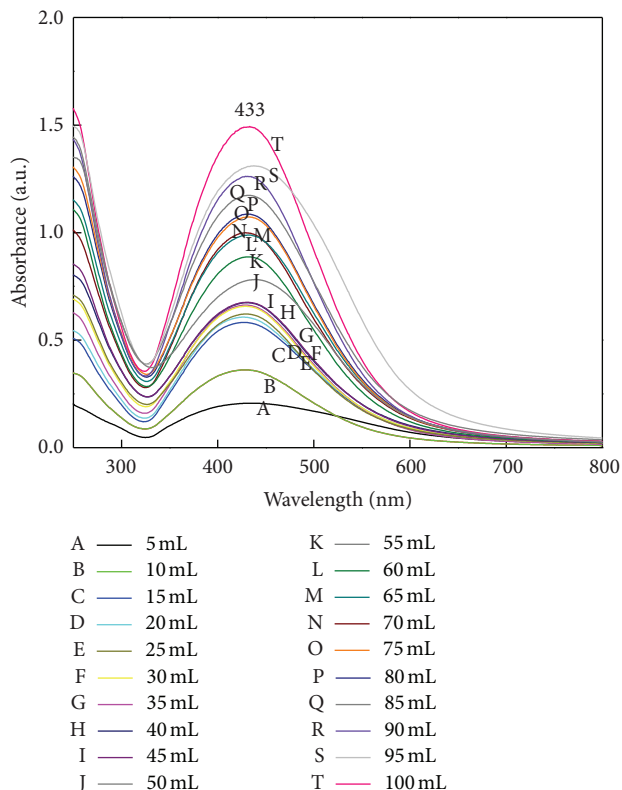 2.0
1.5
1.0
0.5
0.0
Absorbance (a.u.)
433
T
S
R
Q
P
O
N
M
L
K
J
I
H
G
F
E
D
C
B
A
300 400 500 600 700 800
Wavelength (nm)
A 5 mL
B 10 mL
C 15 mL
D 20 mL
E 25 mL
F 30 mL
G 35 mL
H 40 mL
I 45 mL
J 50 mL
K 55 mL
L 60 mL
M 65 mL
N 70 mL
O 75 mL
P 80 mL
Q 85 mL
R 90 mL
S 95 mL
T 100 mL